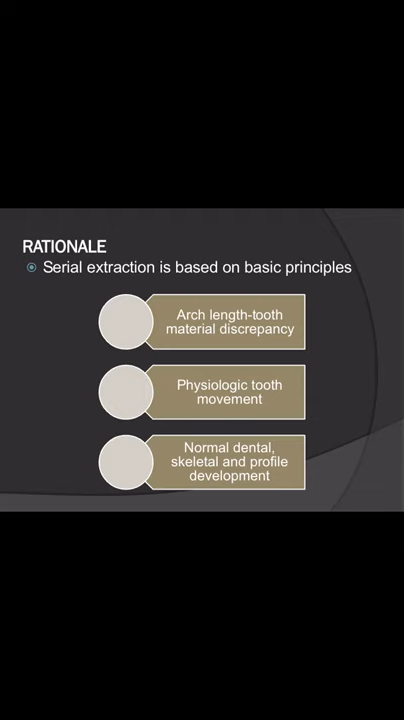 RATIONALE
Serial extraction is based on basic principles
Arch length-tooth
material discrepancy
Physiologic tooth
movement
Normal dental,
skeletal and profile
development